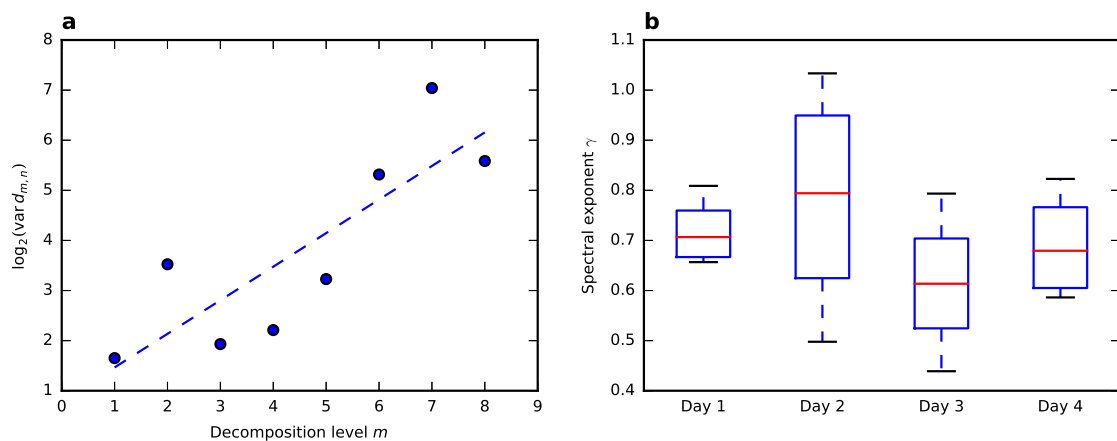 a
8
7
6
5
4
3
2
1
0 1 2 3 4 5 6 7 8 9
log₂(var dₘ,ₙ)
Decomposition level m
b
1.1
1.0
0.9
0.8
0.7
0.6
0.5
0.4
Day 1 Day 2 Day 3 Day 4
Spectral exponent γ